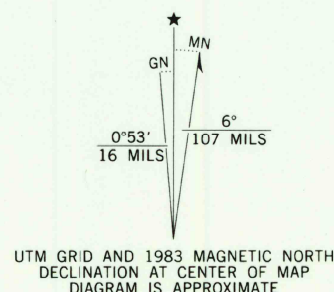 MN
GN
0°53'
16 MILS
6°
107 MILS
UTM GRID AND 1983 MAGNETIC NORTH
DECLINATION AT CENTER OF MAP
DIAGRAM IS APPROXIMATE